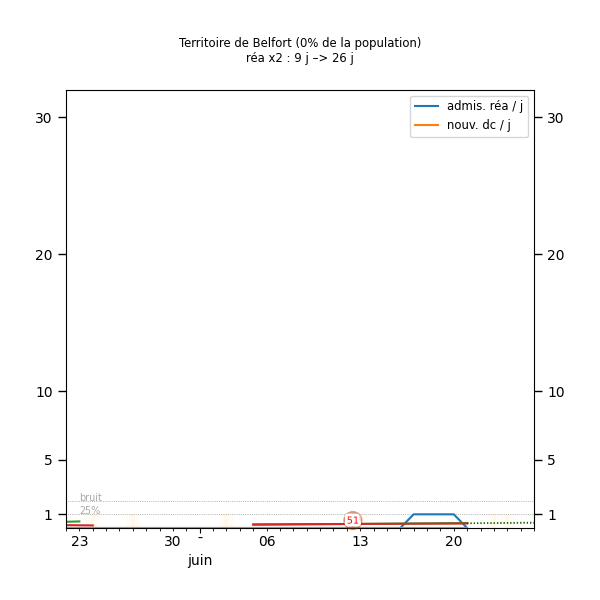 Territoire de Belfort (0% de la population)
réa x2 : 9 j –> 26 j
admis. réa / j
nouv. dc / j
30 30
20 20
10 10
5 5
bruit
25%
1 51 1
23 30 - 06 13 20
juin